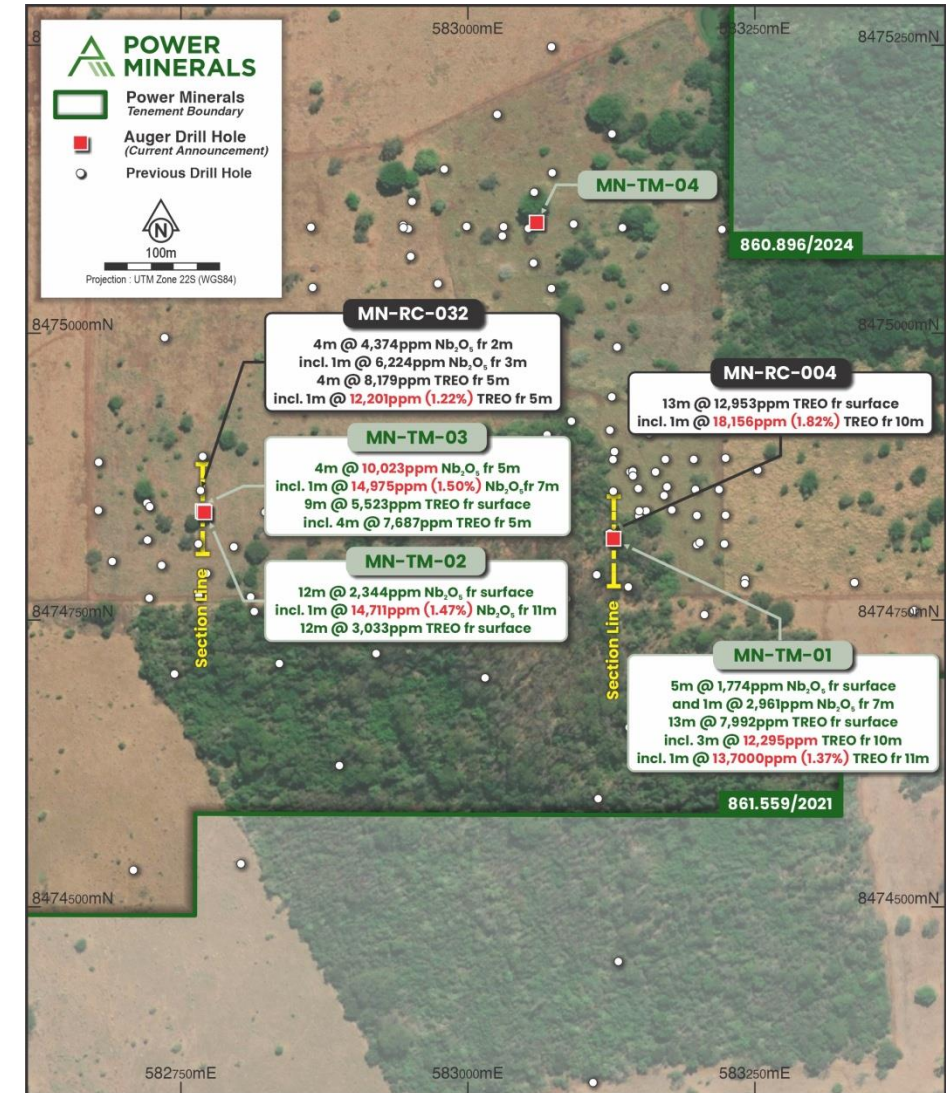 583000mE
583250mE
8475250mN
POWER
MINERALS
Power Minerals
Tenement Boundary
Auger Drill Hole
(Current Announcement)
Previous Drill Hole
N
100m
Projection : UTM Zone 22S (WGS84)
MN-TM-04
860.896/2024
8475000mN
8475000mN
MN-RC-032
4m @ 4,374ppm Nb₂O₅ fr 2m
incl. 1m @ 6,224ppm Nb₂O₅ fr 3m
4m @ 8,179ppm TREO fr 5m
incl. 1m @ 12,201ppm (1.22%) TREO fr 5m
MN-RC-004
13m @ 12,953ppm TREO fr surface
incl. 1m @ 18,156ppm (1.82%) TREO fr 10m
MN-TM-03
4m @ 10,023ppm Nb₂O₅ fr 5m
incl. 1m @ 14,975ppm (1.50%) Nb₂O₅fr 7m
9m @ 5,523ppm TREO fr surface
incl. 4m @ 7,687ppm TREO fr 5m
MN-TM-02
12m @ 2,344ppm Nb₂O₅ fr surface
incl. 1m @ 14,711ppm (1.47%) Nb₂O₅ fr 11m
12m @ 3,033ppm TREO fr surface
Section Line
Section Line
8474750mN
8474750mN
MN-TM-01
5m @ 1,774ppm Nb₂O₅ fr surface
and 1m @ 2,961ppm Nb₂O₅ fr 7m
13m @ 7,992ppm TREO fr surface
incl. 3m @ 12,295ppm TREO fr 10m
incl. 1m @ 13,7000ppm (1.37%) TREO fr 11m
861.559/2021
8474500mN
8474500mN
582750mE
583000mE
583250mE